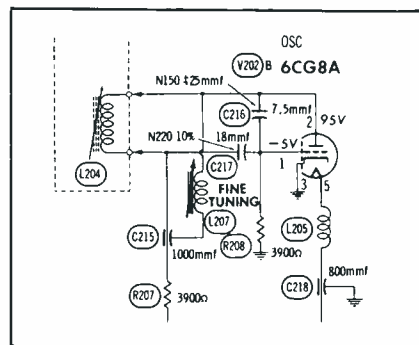 OSC
V202 B 6CG8A
N150 ±.25mmf
C216 7.5mmf
2 95V
N220 10% 18mmf
-5V
1
C217
3 5
L204
FINE
TUNING
L207
L205
C215
R208
1000mmf
3900Ω
C218 800mmf
R207 3900Ω